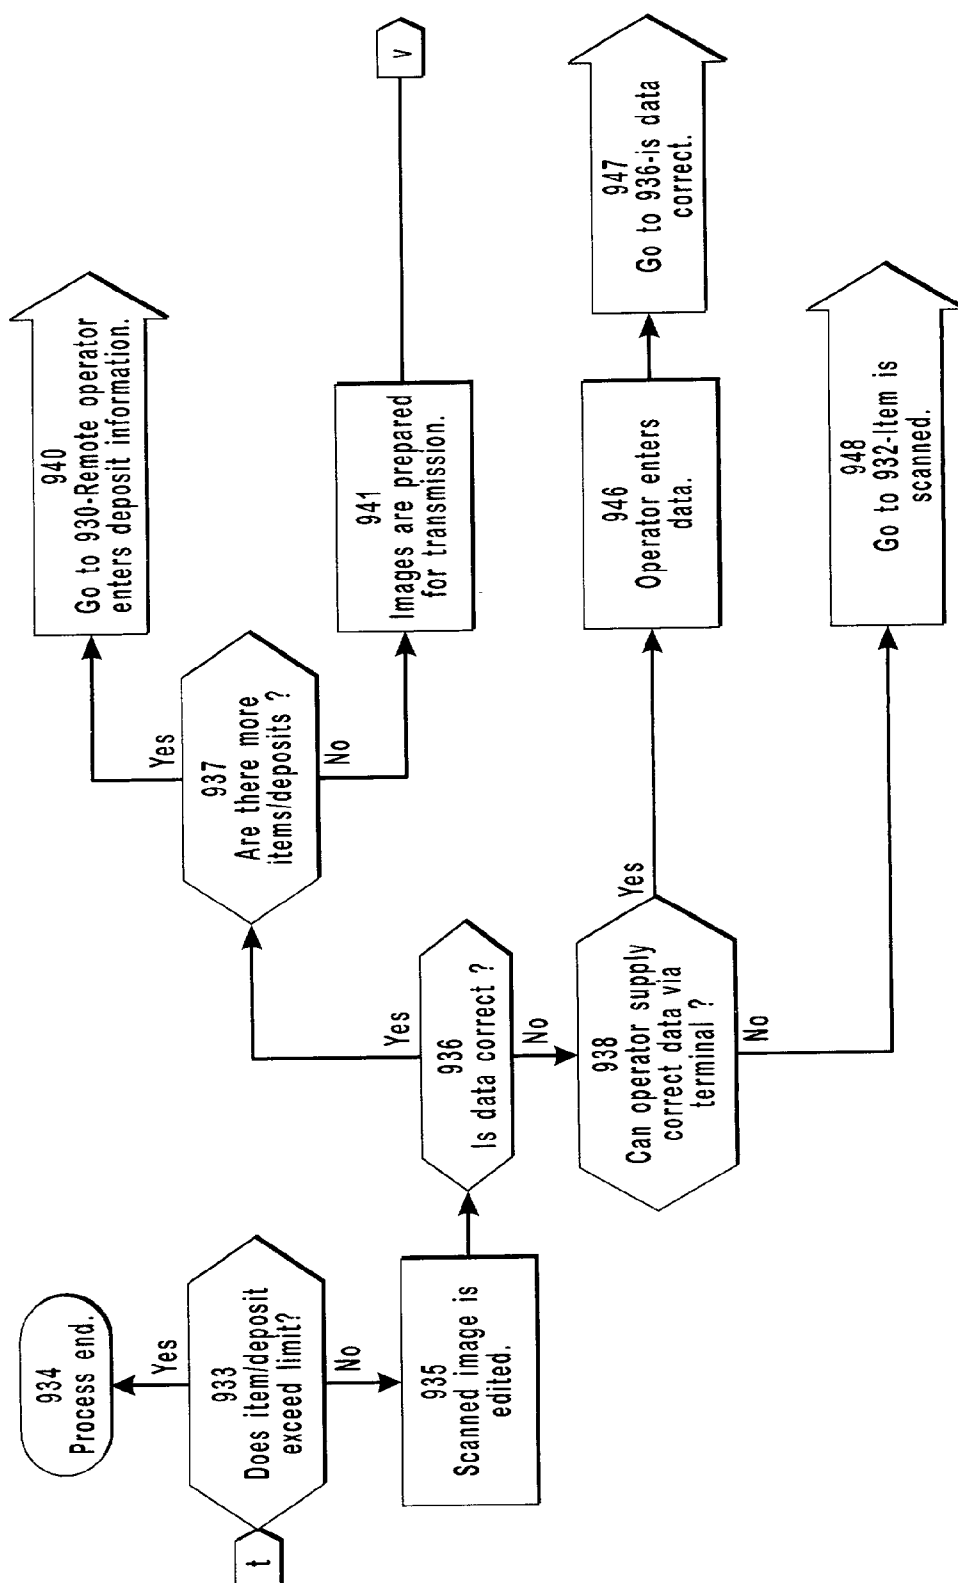 t
933
Does item/deposit
exceed limit?
Yes
934
Process end.
No
935
Scanned image is
edited.
936
Is data correct ?
Yes
937
Are there more
items/deposits ?
Yes
940
Go to 930-Remote operator
enters deposit information.
No
941
Images are prepared
for transmission.
v
No
938
Can operator supply
correct data via
terminal ?
Yes
946
Operator enters
data.
947
Go to 936-is data
correct.
No
948
Go to 932-Item is
scanned.